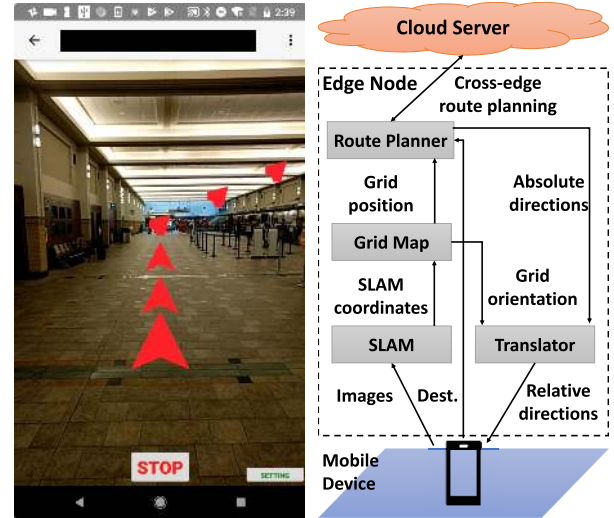 2:39
STOP
SETTING
Cloud Server
Edge Node
Cross-edge
route planning
Route Planner
Grid
position
Absolute
directions
Grid Map
SLAM
coordinates
Grid
orientation
SLAM
Translator
Images
Dest.
Relative
directions
Mobile
Device